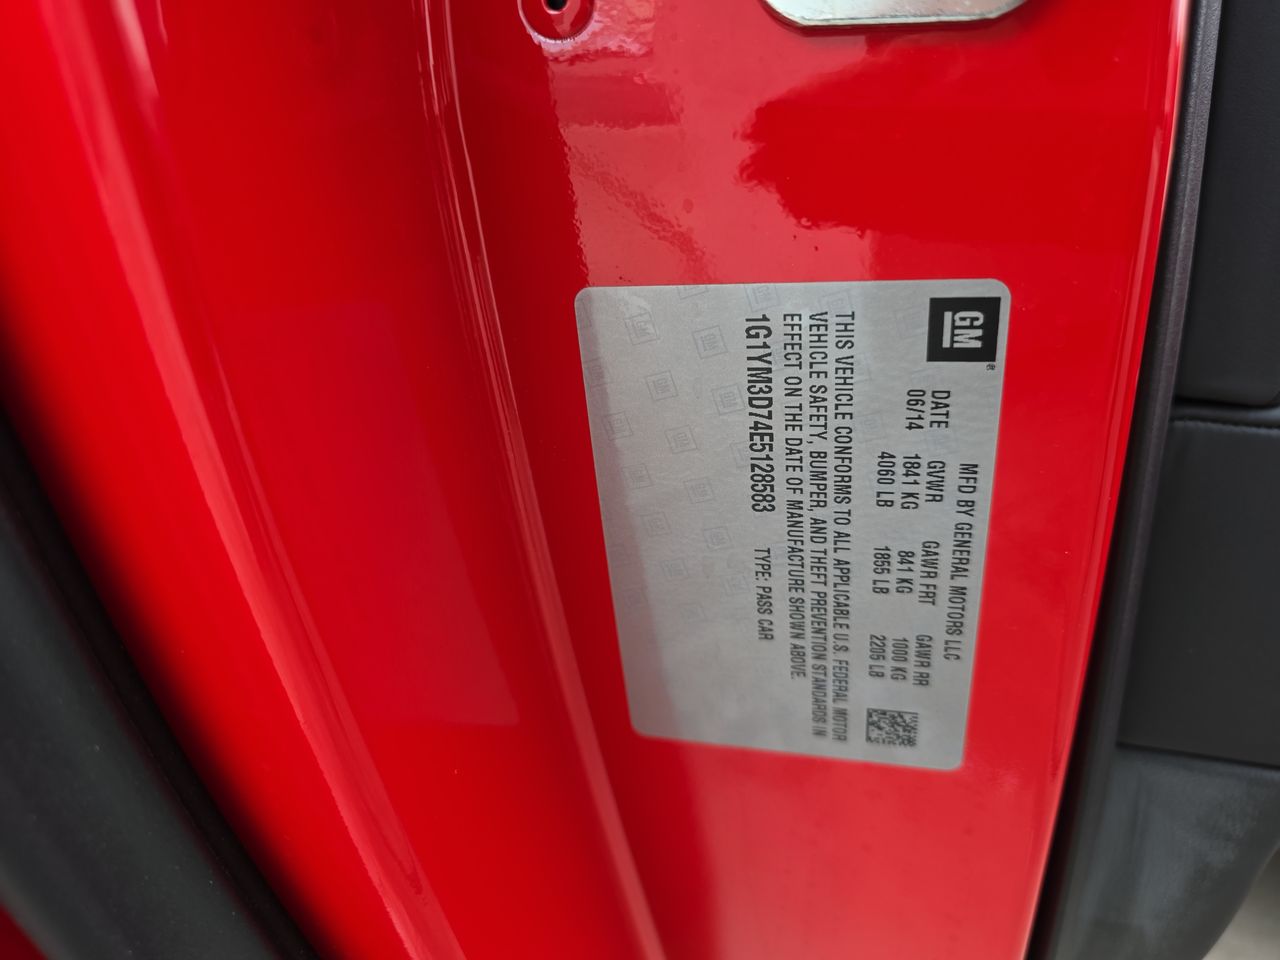 GM ®
MFD BY GENERAL MOTORS LLC
DATE GVWR GAWR FRT GAWR RR
06/14 1841 KG 841 KG 1000 KG
4060 LB 1855 LB 2205 LB
THIS VEHICLE CONFORMS TO ALL APPLICABLE U.S. FEDERAL MOTOR
VEHICLE SAFETY, BUMPER, AND THEFT PREVENTION STANDARDS IN
EFFECT ON THE DATE OF MANUFACTURE SHOWN ABOVE.
1G1YM3D74E5128583 TYPE: PASS CAR